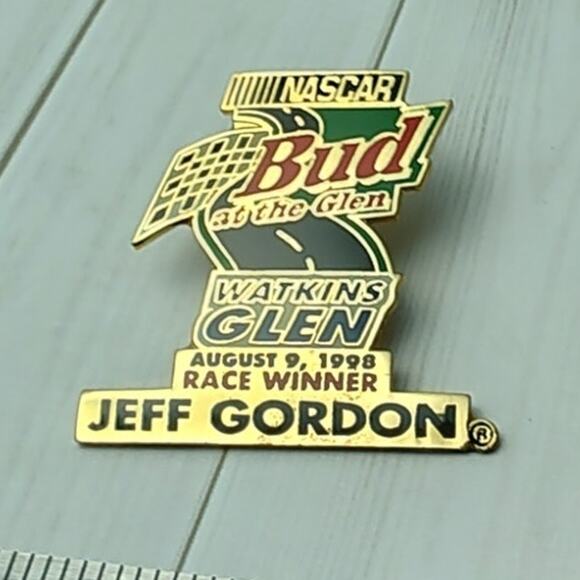 NASCAR
Bud
at the Glen
WATKINS
GLEN
AUGUST 9, 1998
RACE WINNER
JEFF GORDON®